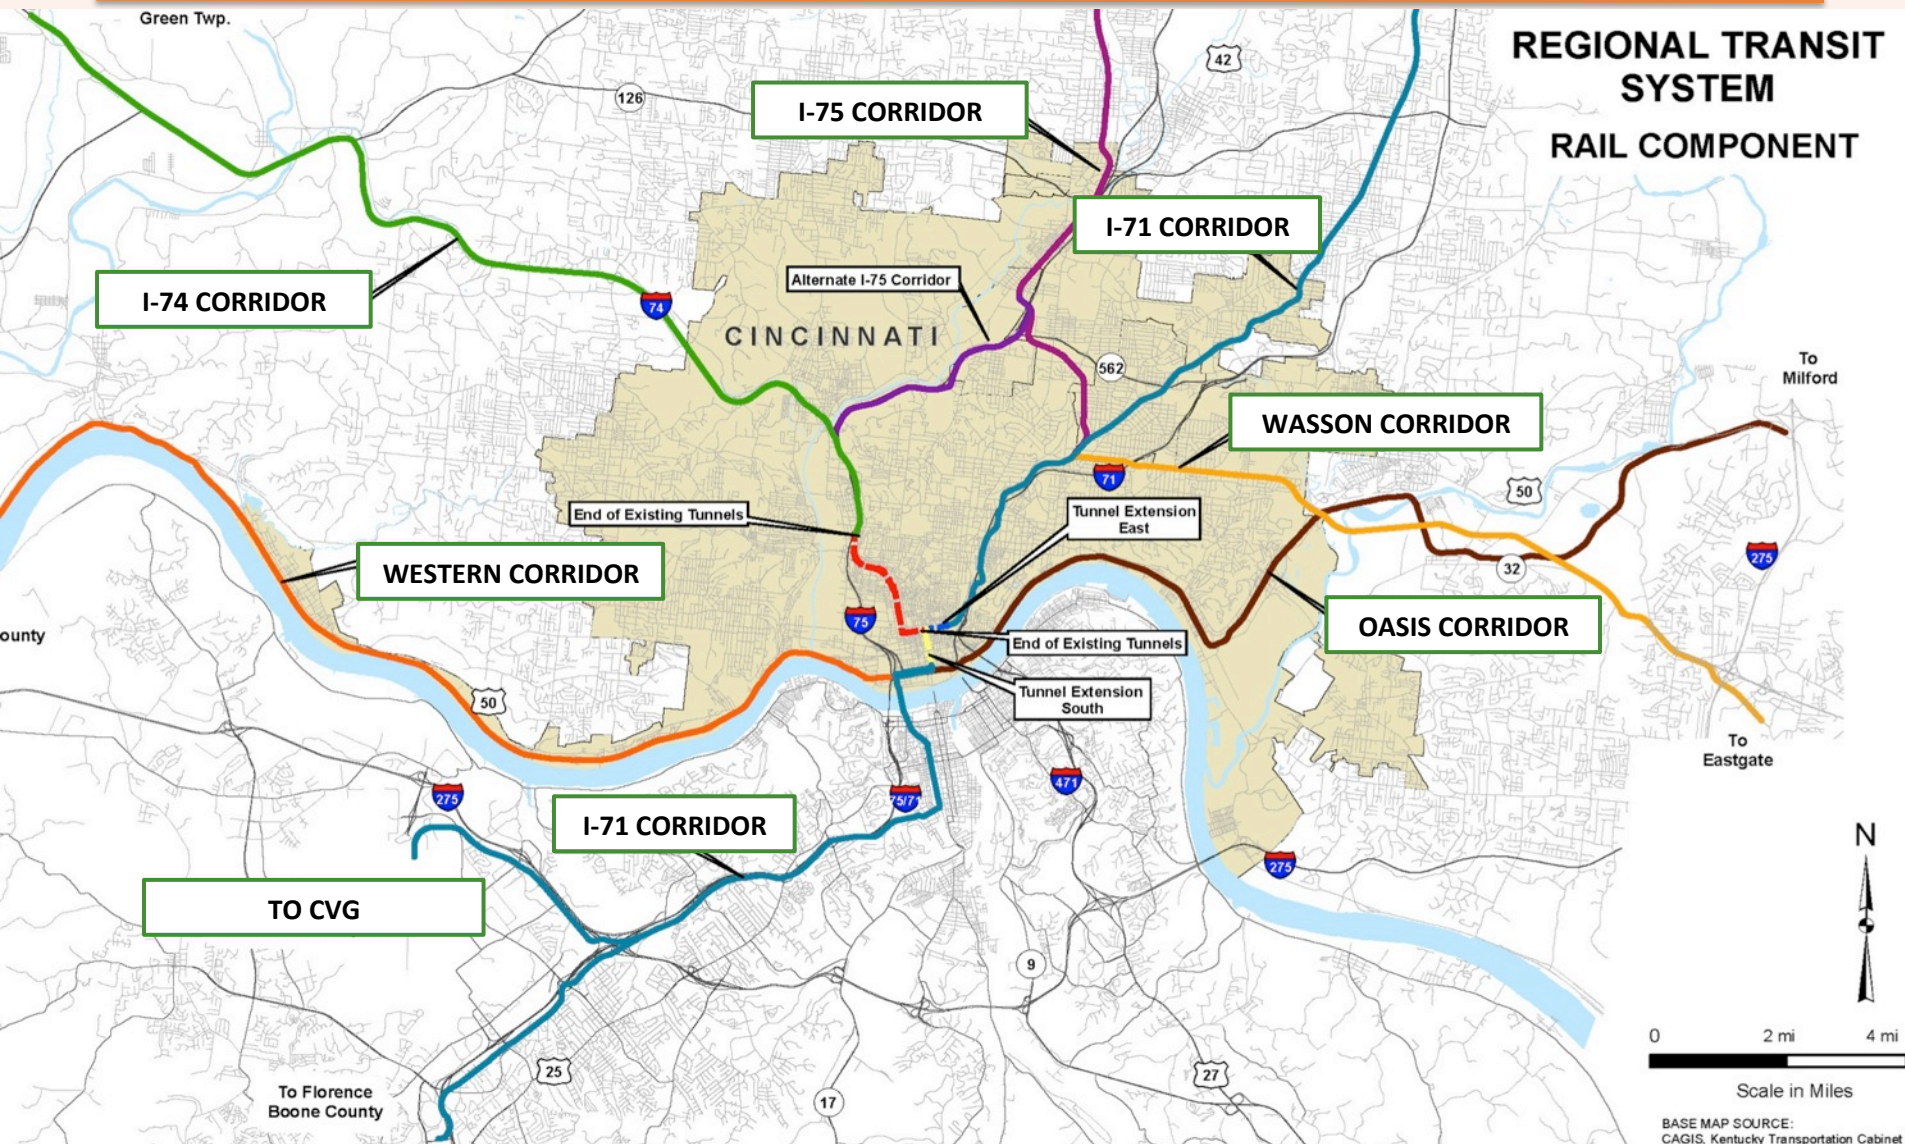 Green Twp.
REGIONAL TRANSIT
SYSTEM
RAIL COMPONENT
42
126
I-75 CORRIDOR
I-71 CORRIDOR
Alternate I-75 Corridor
I-74 CORRIDOR
74
CINCINNATI
562
To
Milford
WASSON CORRIDOR
71
50
End of Existing Tunnels
Tunnel Extension
East
275
32
WESTERN CORRIDOR
75
OASIS CORRIDOR
ounty
End of Existing Tunnels
Tunnel Extension
South
50
To
Eastgate
275
75/71
471
I-71 CORRIDOR
N
275
TO CVG
9
0 2 mi 4 mi
Scale in Miles
25
27
To Florence
Boone County
17
BASE MAP SOURCE:
CAGIS, Kentucky Transportation Cabinet